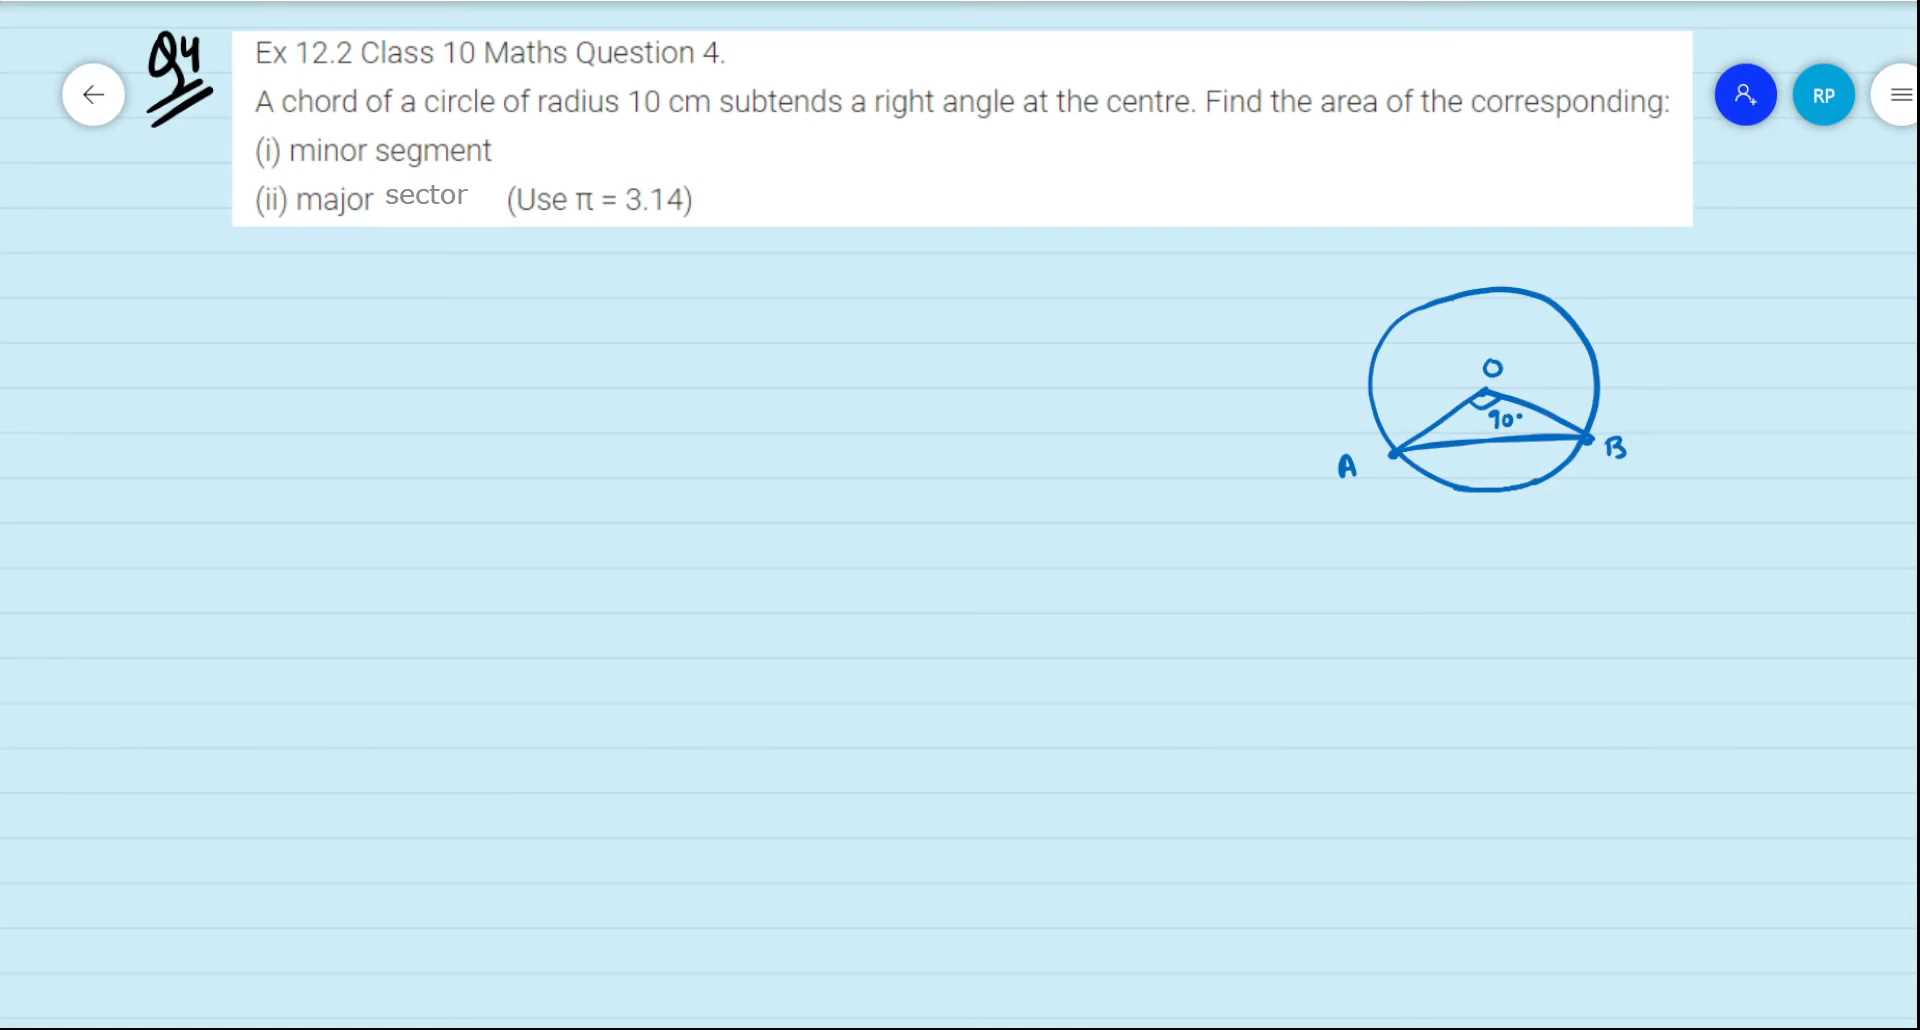 Q4
Ex 12.2 Class 10 Maths Question 4.
A chord of a circle of radius 10 cm subtends a right angle at the centre. Find the area of the corresponding:
(i) minor segment
(ii) major sector (Use π = 3.14)
RP
O
90°
A
B